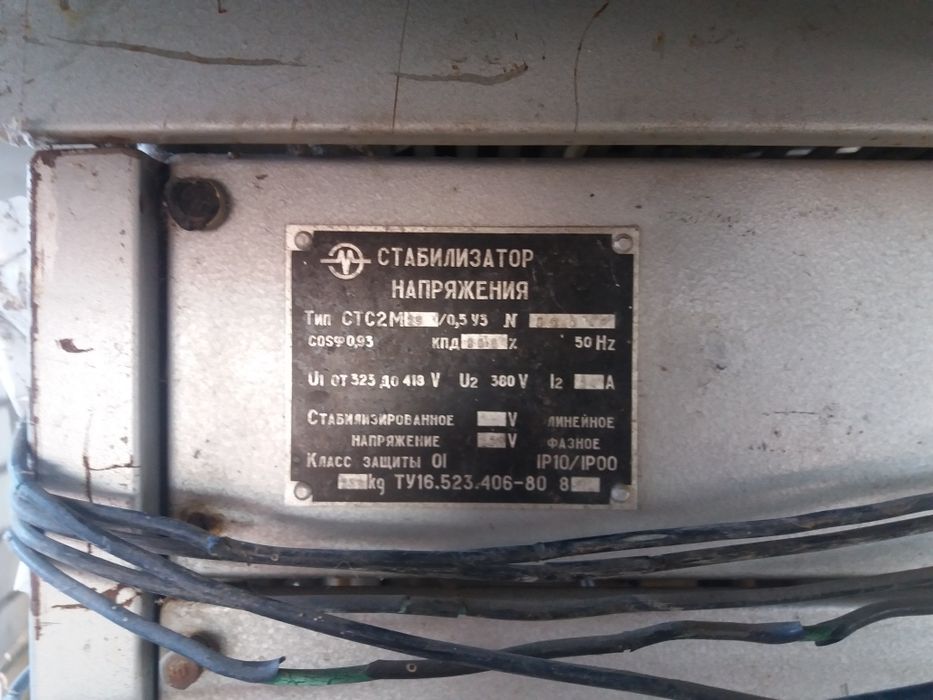 СТАБИЛИЗАТОР
НАПРЯЖЕНИЯ
Тип СТС2М /0,5 У3 N
cosφ 0,93 кпд % 50 Hz
U1 от 323 до 418 V U2 380 V I2 А
Стабилизированное V линейное
напряжение V фазное
Класс защиты 01 IP10/IP00
kg ТУ16.523.406-80 8